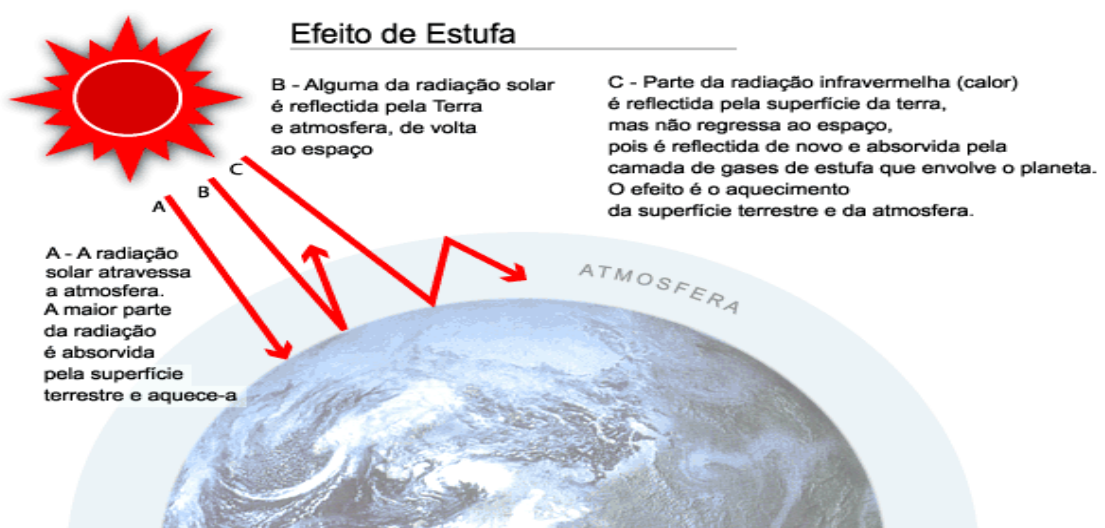 Efeito de Estufa
B - Alguma da radiação solar
é reflectida pela Terra
e atmosfera, de volta
ao espaço
C - Parte da radiação infravermelha (calor)
é reflectida pela superfície da terra,
mas não regressa ao espaço,
pois é reflectida de novo e absorvida pela
camada de gases de estufa que envolve o planeta.
O efeito é o aquecimento
da superfície terrestre e da atmosfera.
C
B
A
A - A radiação
solar atravessa
a atmosfera.
A maior parte
da radiação
é absorvida
pela superfície
terrestre e aquece-a
ATMOSFERA